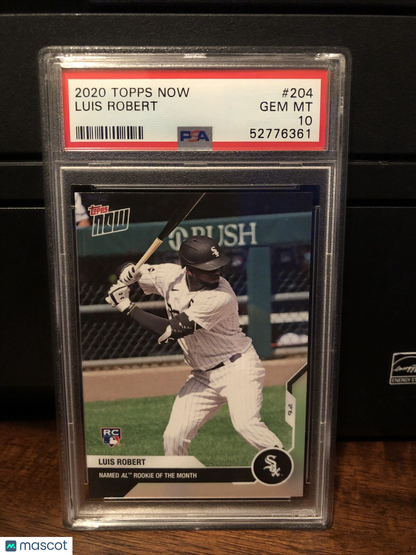 2020 TOPPS NOW #204
LUIS ROBERT GEM MT
10
PSA 52776361
TOPPS
NOW
PUSH
RC
LUIS ROBERT
NAMED AL™ ROOKIE OF THE MONTH
mascot